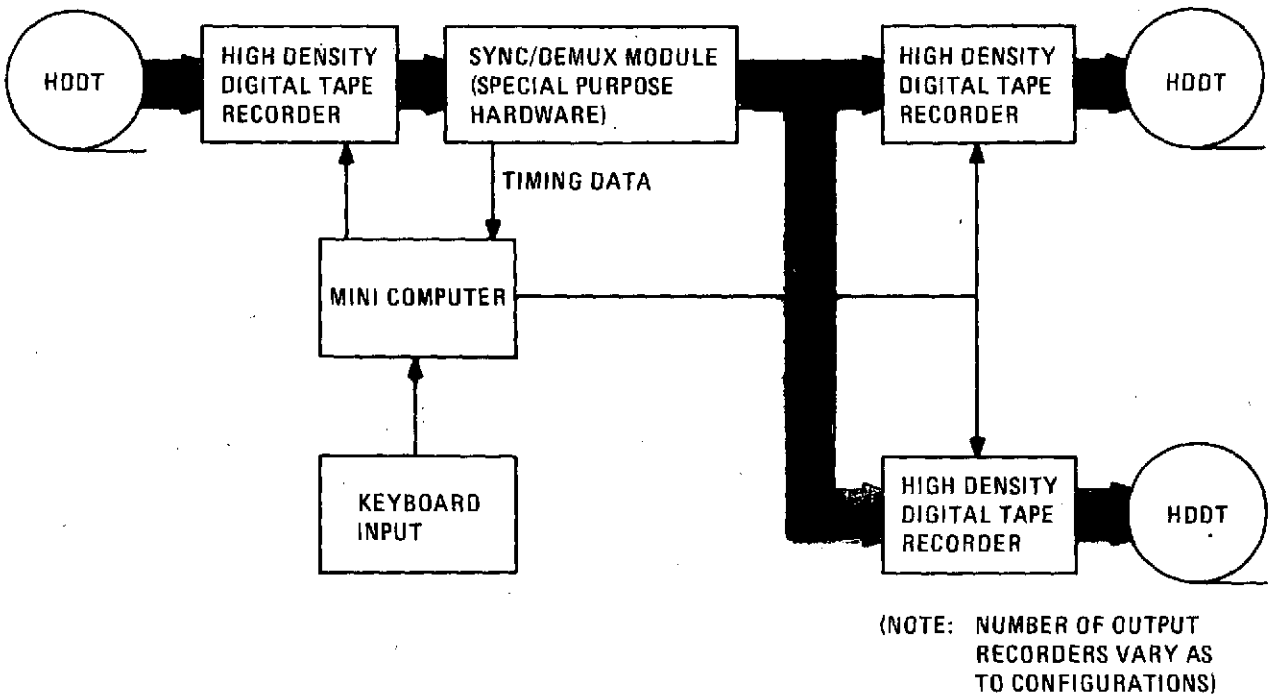 HDDT
HIGH DENSITY
DIGITAL TAPE
RECORDER
SYNC/DEMUX MODULE
(SPECIAL PURPOSE
HARDWARE)
HIGH DENSITY
DIGITAL TAPE
RECORDER
HDDT
TIMING DATA
MINI COMPUTER
KEYBOARD
INPUT
HIGH DENSITY
DIGITAL TAPE
RECORDER
HDDT
(NOTE: NUMBER OF OUTPUT
RECORDERS VARY AS
TO CONFIGURATIONS)